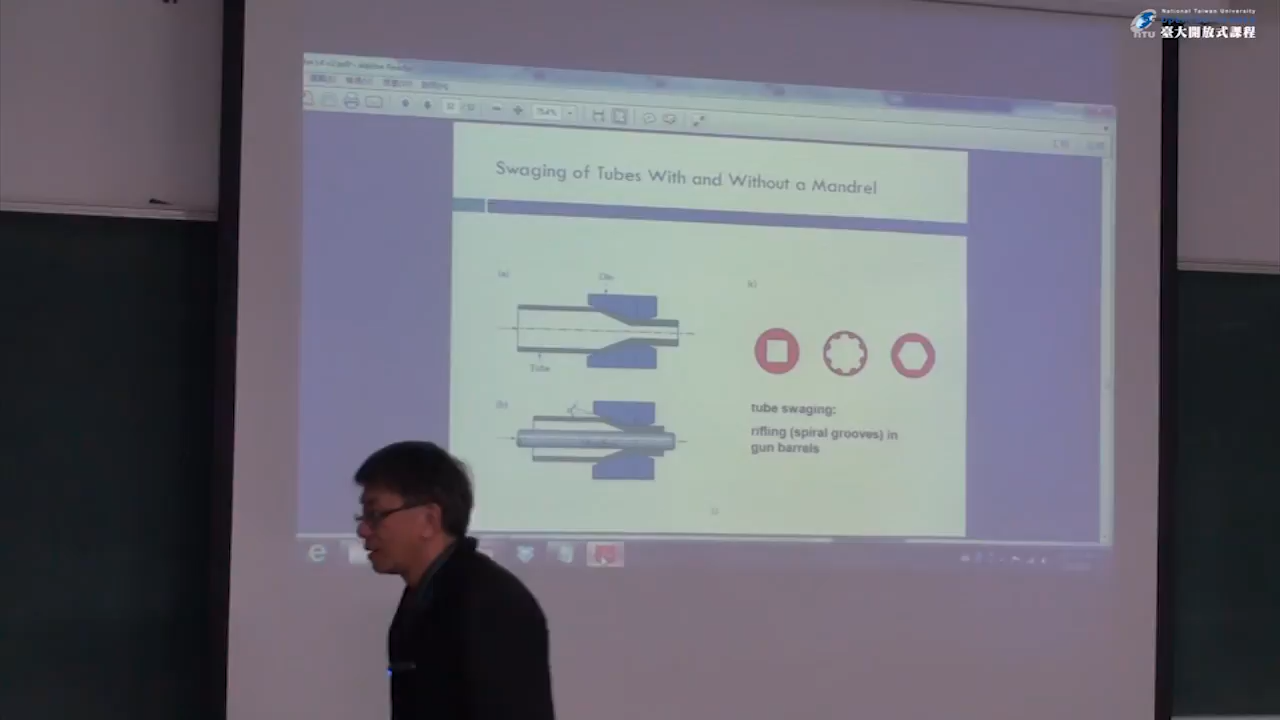 National Taiwan University
臺大開放式課程
NTU
Swaging of Tubes With and Without a Mandrel
(a)
Die
Tube
(b)
tube swaging:
rifling (spiral grooves) in
gun barrels